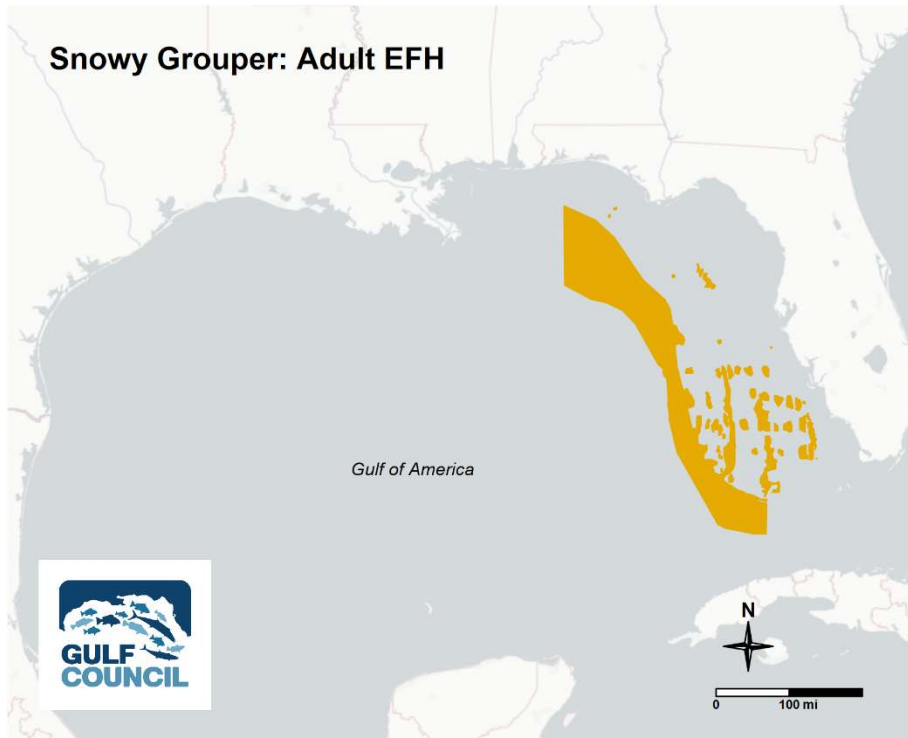 Snowy Grouper: Adult EFH
Gulf of America
GULF
COUNCIL
N
0 100 mi